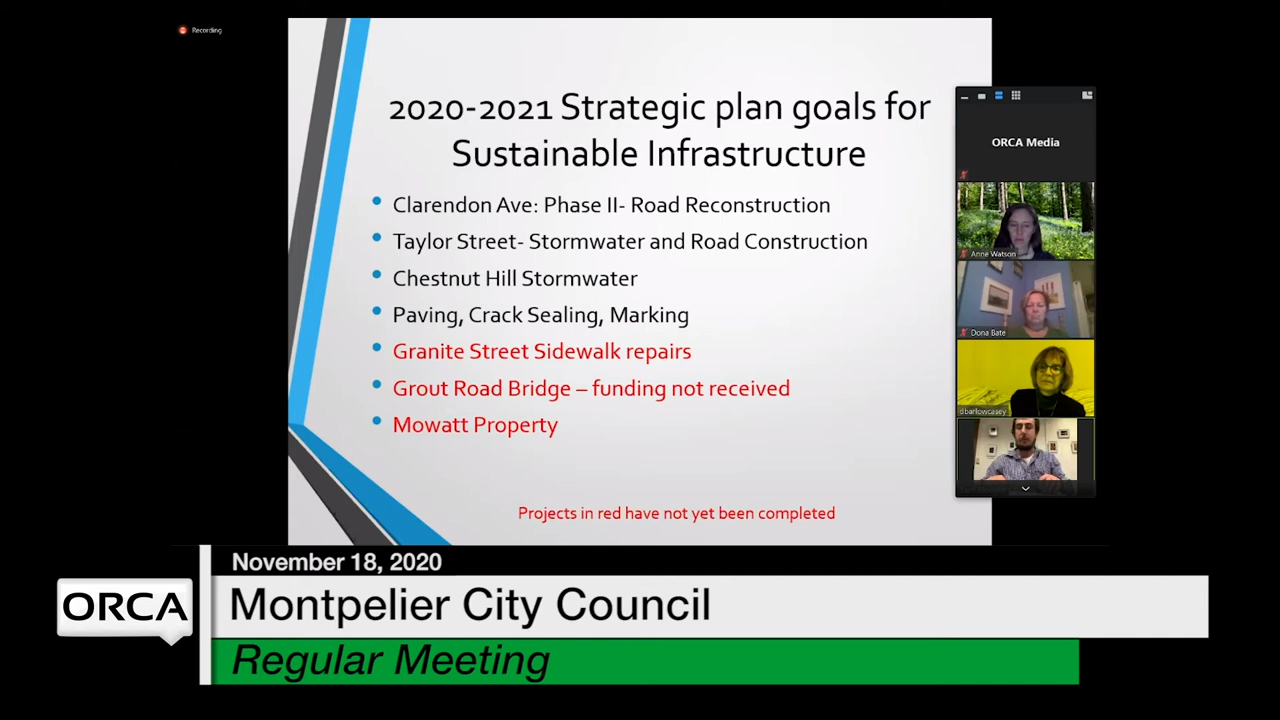 Recording
2020-2021 Strategic plan goals for
Sustainable Infrastructure
Clarendon Ave: Phase II- Road Reconstruction
Taylor Street- Stormwater and Road Construction
Chestnut Hill Stormwater
Paving, Crack Sealing, Marking
Granite Street Sidewalk repairs
Grout Road Bridge – funding not received
Mowatt Property
Projects in red have not yet been completed
ORCA Media
Anne Watson
Dona Bate
dbarlowcasey
November 18, 2020
ORCA
Montpelier City Council
Regular Meeting